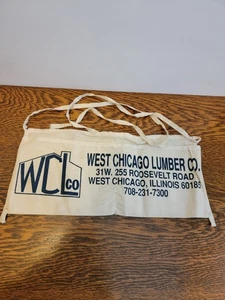 WCL CO
WEST CHICAGO LUMBER CO.
31W. 255 ROOSEVELT ROAD
WEST CHICAGO, ILLINOIS 60185
708-231-7300